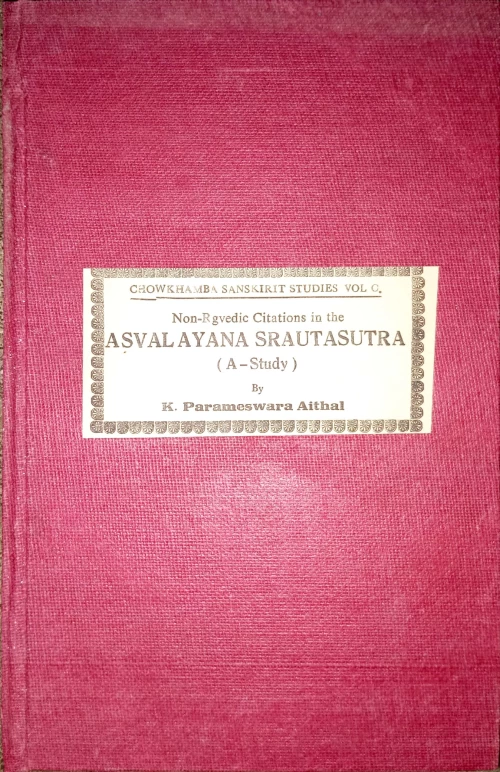 CHOWKHAMBA SANSKIRIT STUDIES VOL C.
Non-Rgvedic Citations in the
ASVALAYANA SRAUTASUTRA
( A - Study )
By
K. Parameswara Aithal